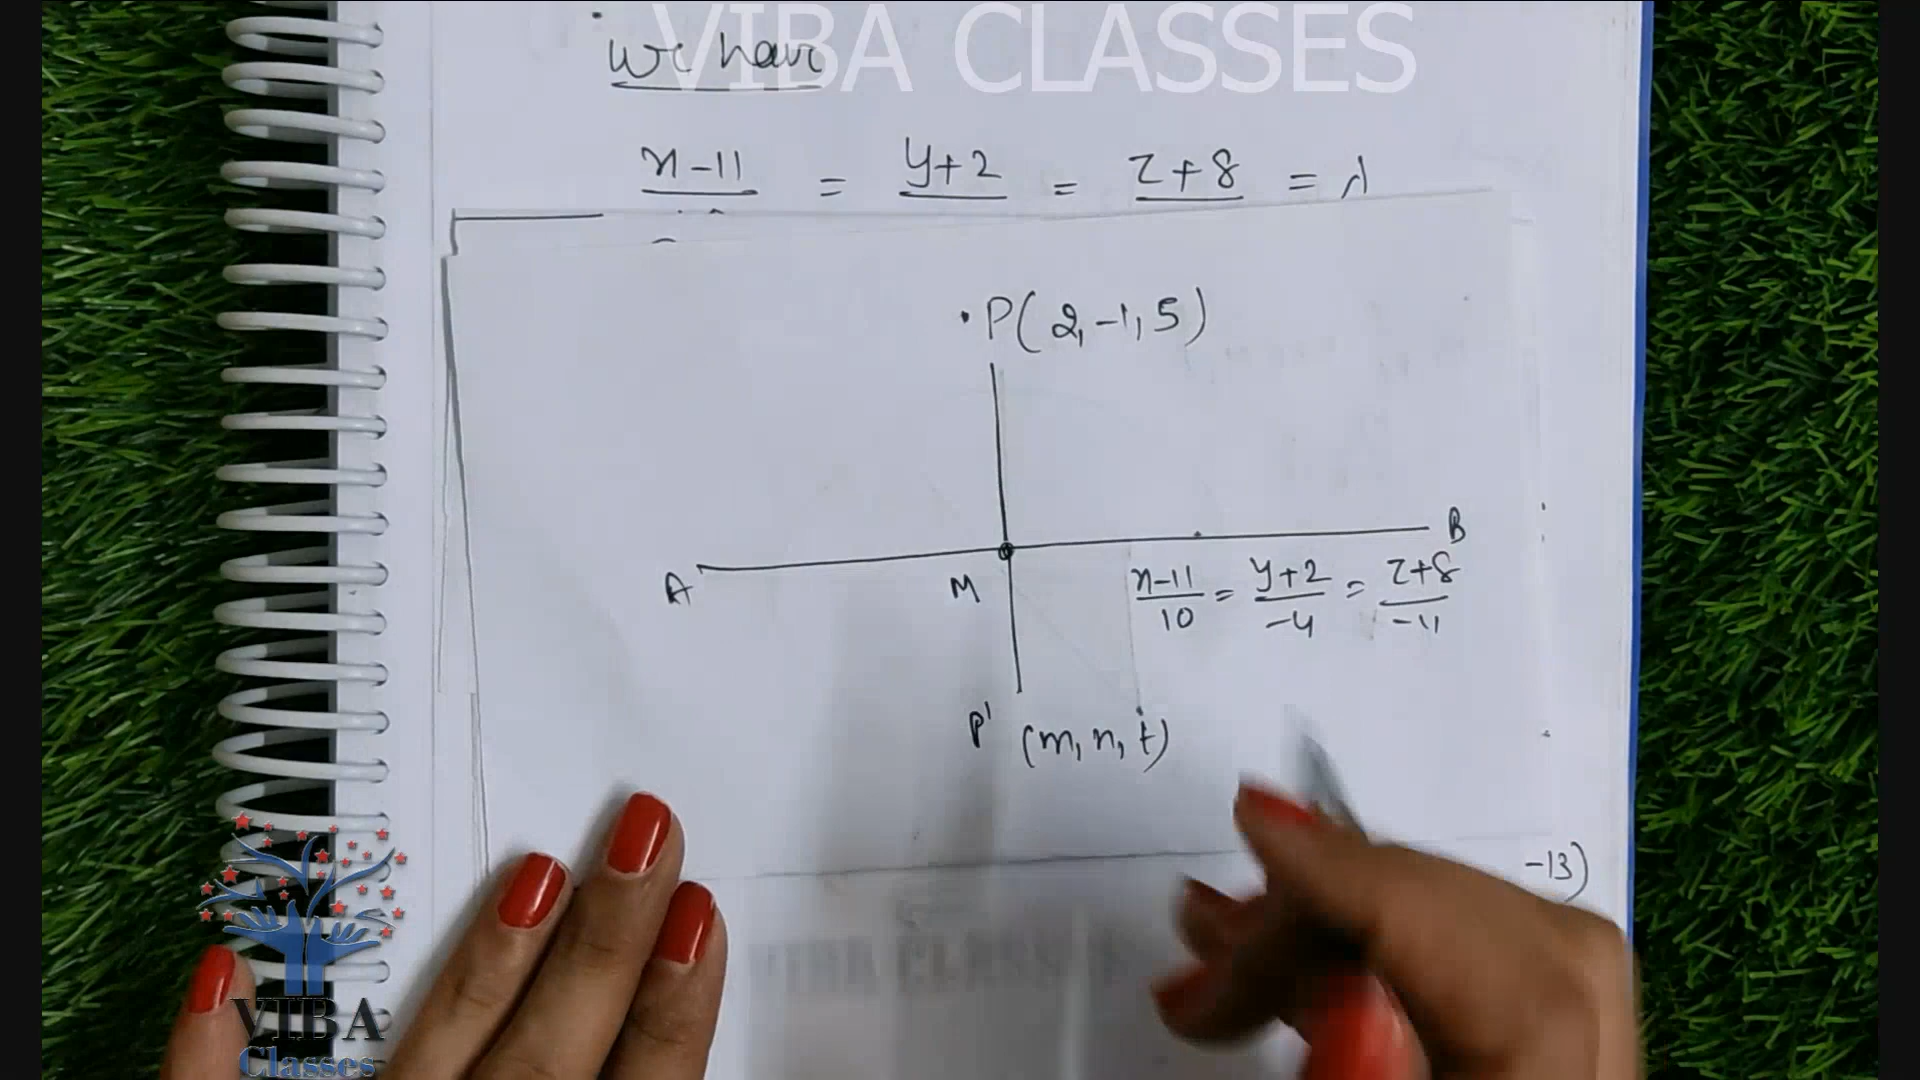 VIBA CLASSES
We have
x-11 = y+2 = z+8 = λ
P(2, -1, 5)
A M B
x-11/10 = y+2/-4 = z+8/-11
P' (m, n, t)
-13)
VIBA
Classes